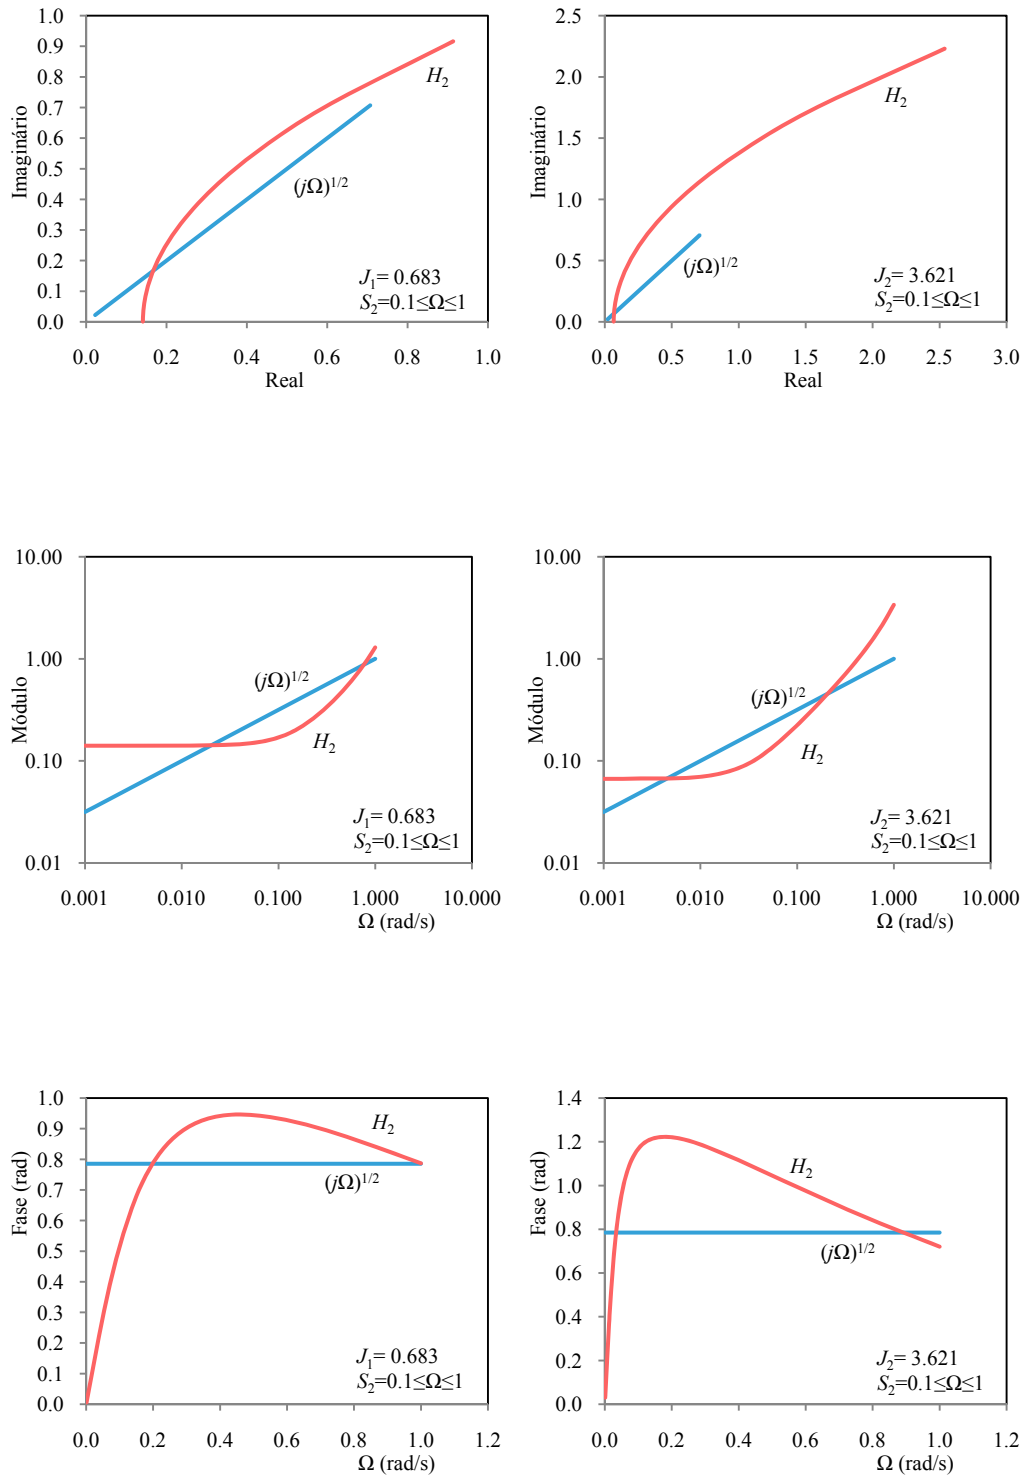 1.0
0.9
0.8
0.7
0.6
0.5
0.4
0.3
0.2
0.1
0.0
Imaginário
H2
(jΩ)1/2
J1= 0.683
S2=0.1≤Ω≤1
0.0 0.2 0.4 0.6 0.8 1.0
Real
2.5
2.0
1.5
1.0
0.5
0.0
Imaginário
H2
(jΩ)1/2
J2= 3.621
S2=0.1≤Ω≤1
0.0 0.5 1.0 1.5 2.0 2.5 3.0
Real
10.00
1.00
0.10
0.01
Módulo
(jΩ)1/2
H2
J1= 0.683
S2=0.1≤Ω≤1
0.001 0.010 0.100 1.000 10.000
Ω (rad/s)
10.00
1.00
0.10
0.01
Módulo
(jΩ)1/2
H2
J2= 3.621
S2=0.1≤Ω≤1
0.001 0.010 0.100 1.000 10.000
Ω (rad/s)
1.0
0.9
0.8
0.7
0.6
0.5
0.4
0.3
0.2
0.1
0.0
Fase (rad)
H2
(jΩ)1/2
J1= 0.683
S2=0.1≤Ω≤1
0.0 0.2 0.4 0.6 0.8 1.0 1.2
Ω (rad/s)
1.4
1.2
1.0
0.8
0.6
0.4
0.2
0.0
Fase (rad)
H2
(jΩ)1/2
J2= 3.621
S2=0.1≤Ω≤1
0.0 0.2 0.4 0.6 0.8 1.0 1.2
Ω (rad/s)